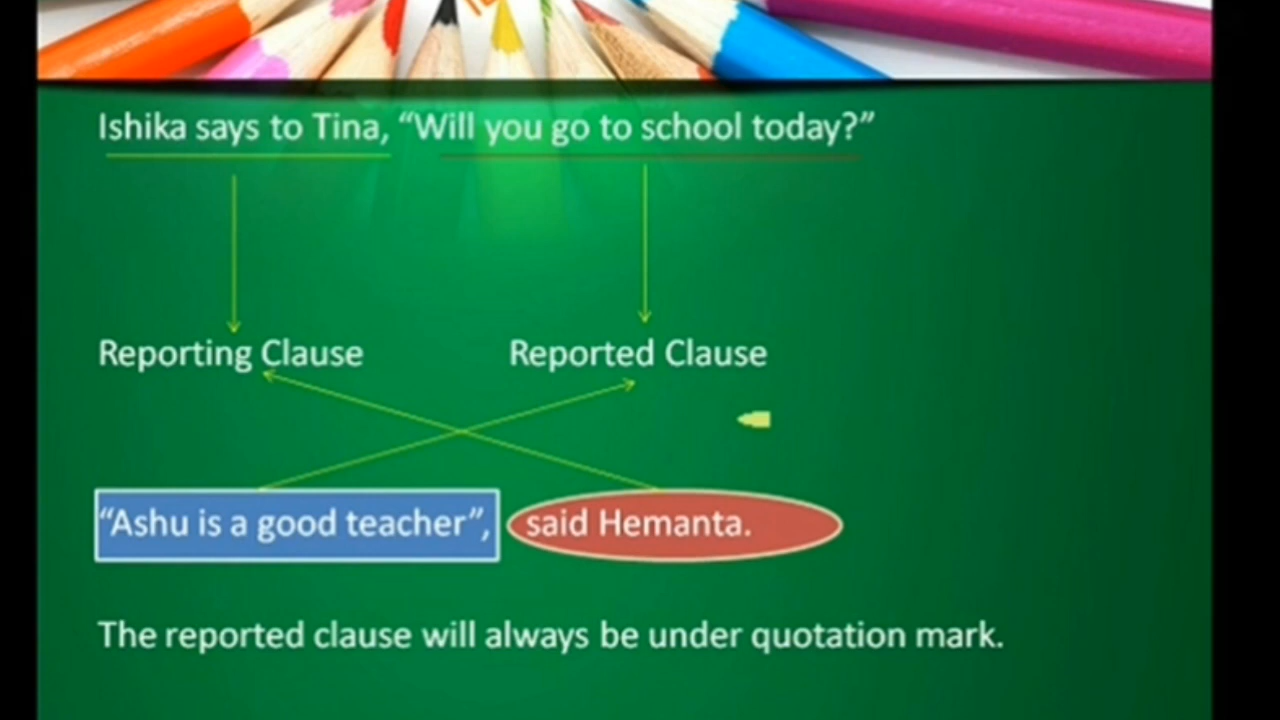 Ishika says to Tina, “Will you go to school today?”
Reporting Clause Reported Clause
“Ashu is a good teacher”, said Hemanta.
The reported clause will always be under quotation mark.